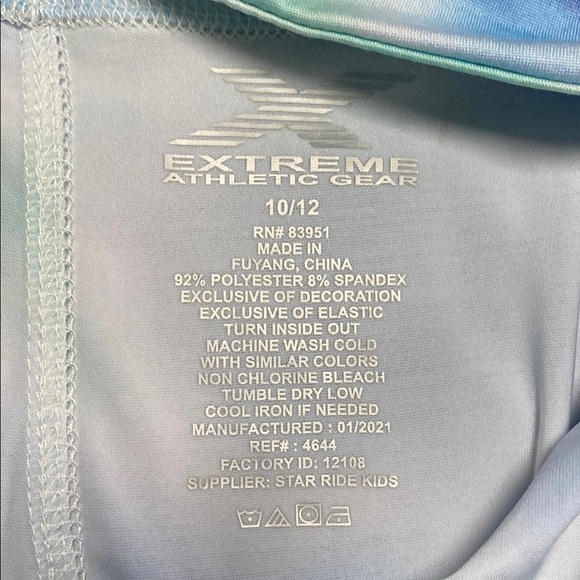 EXTREME
ATHLETIC GEAR
10/12
RN# 83951
MADE IN
FUYANG, CHINA
92% POLYESTER 8% SPANDEX
EXCLUSIVE OF DECORATION
EXCLUSIVE OF ELASTIC
TURN INSIDE OUT
MACHINE WASH COLD
WITH SIMILAR COLORS
NON CHLORINE BLEACH
TUMBLE DRY LOW
COOL IRON IF NEEDED
MANUFACTURED : 01/2021
REF# : 4644
FACTORY ID: 12108
SUPPLIER: STAR RIDE KIDS